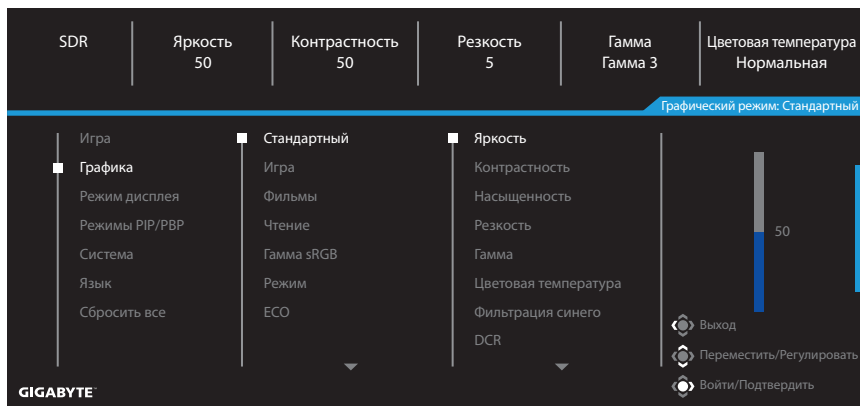 SDR
Яркость
50
Контрастность
50
Резкость
5
Гамма
Гамма 3
Цветовая температура
Нормальная
Графический режим: Стандартный
Игра
Графика
Режим дисплея
Режимы PIP/PBP
Система
Язык
Сбросить все
Стандартный
Игра
Фильмы
Чтение
Гамма sRGB
Режим
ECO
Яркость
Контрастность
Насыщенность
Резкость
Гамма
Цветовая температура
Фильтрация синего
DCR
50
Выход
Переместить/Регулировать
Войти/Подтвердить
GIGABYTE™